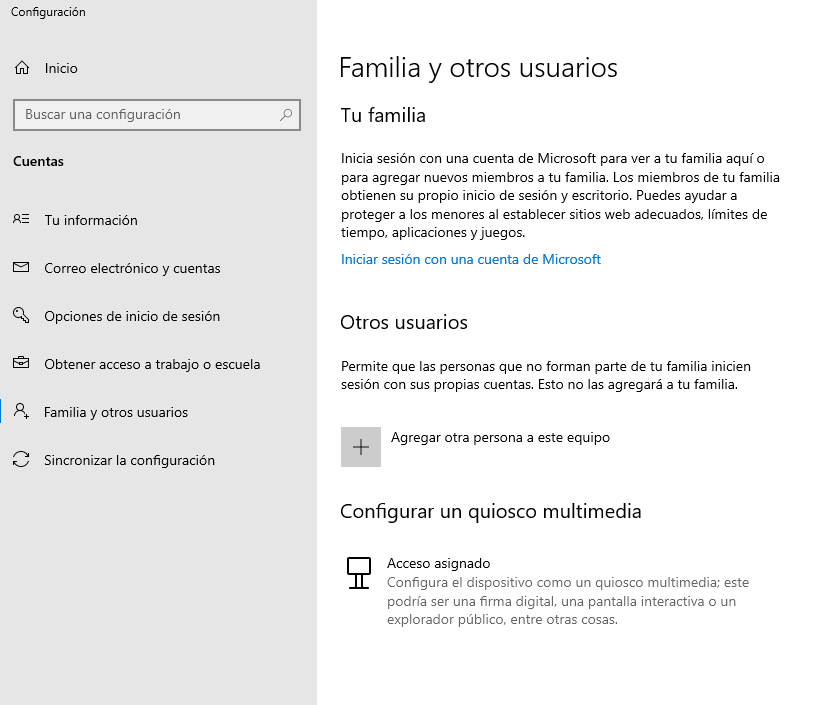 Configuración
Inicio
Buscar una configuración
Cuentas
Tu información
Correo electrónico y cuentas
Opciones de inicio de sesión
Obtener acceso a trabajo o escuela
Familia y otros usuarios
Sincronizar la configuración
Familia y otros usuarios
Tu familia
Inicia sesión con una cuenta de Microsoft para ver a tu familia aquí o
para agregar nuevos miembros a tu familia. Los miembros de tu familia
obtienen su propio inicio de sesión y escritorio. Puedes ayudar a
proteger a los menores al establecer sitios web adecuados, límites de
tiempo, aplicaciones y juegos.
Iniciar sesión con una cuenta de Microsoft
Otros usuarios
Permite que las personas que no forman parte de tu familia inicien
sesión con sus propias cuentas. Esto no las agregará a tu familia.
Agregar otra persona a este equipo
Configurar un quiosco multimedia
Acceso asignado
Configura el dispositivo como un quiosco multimedia; este
podría ser una firma digital, una pantalla interactiva o un
explorador público, entre otras cosas.